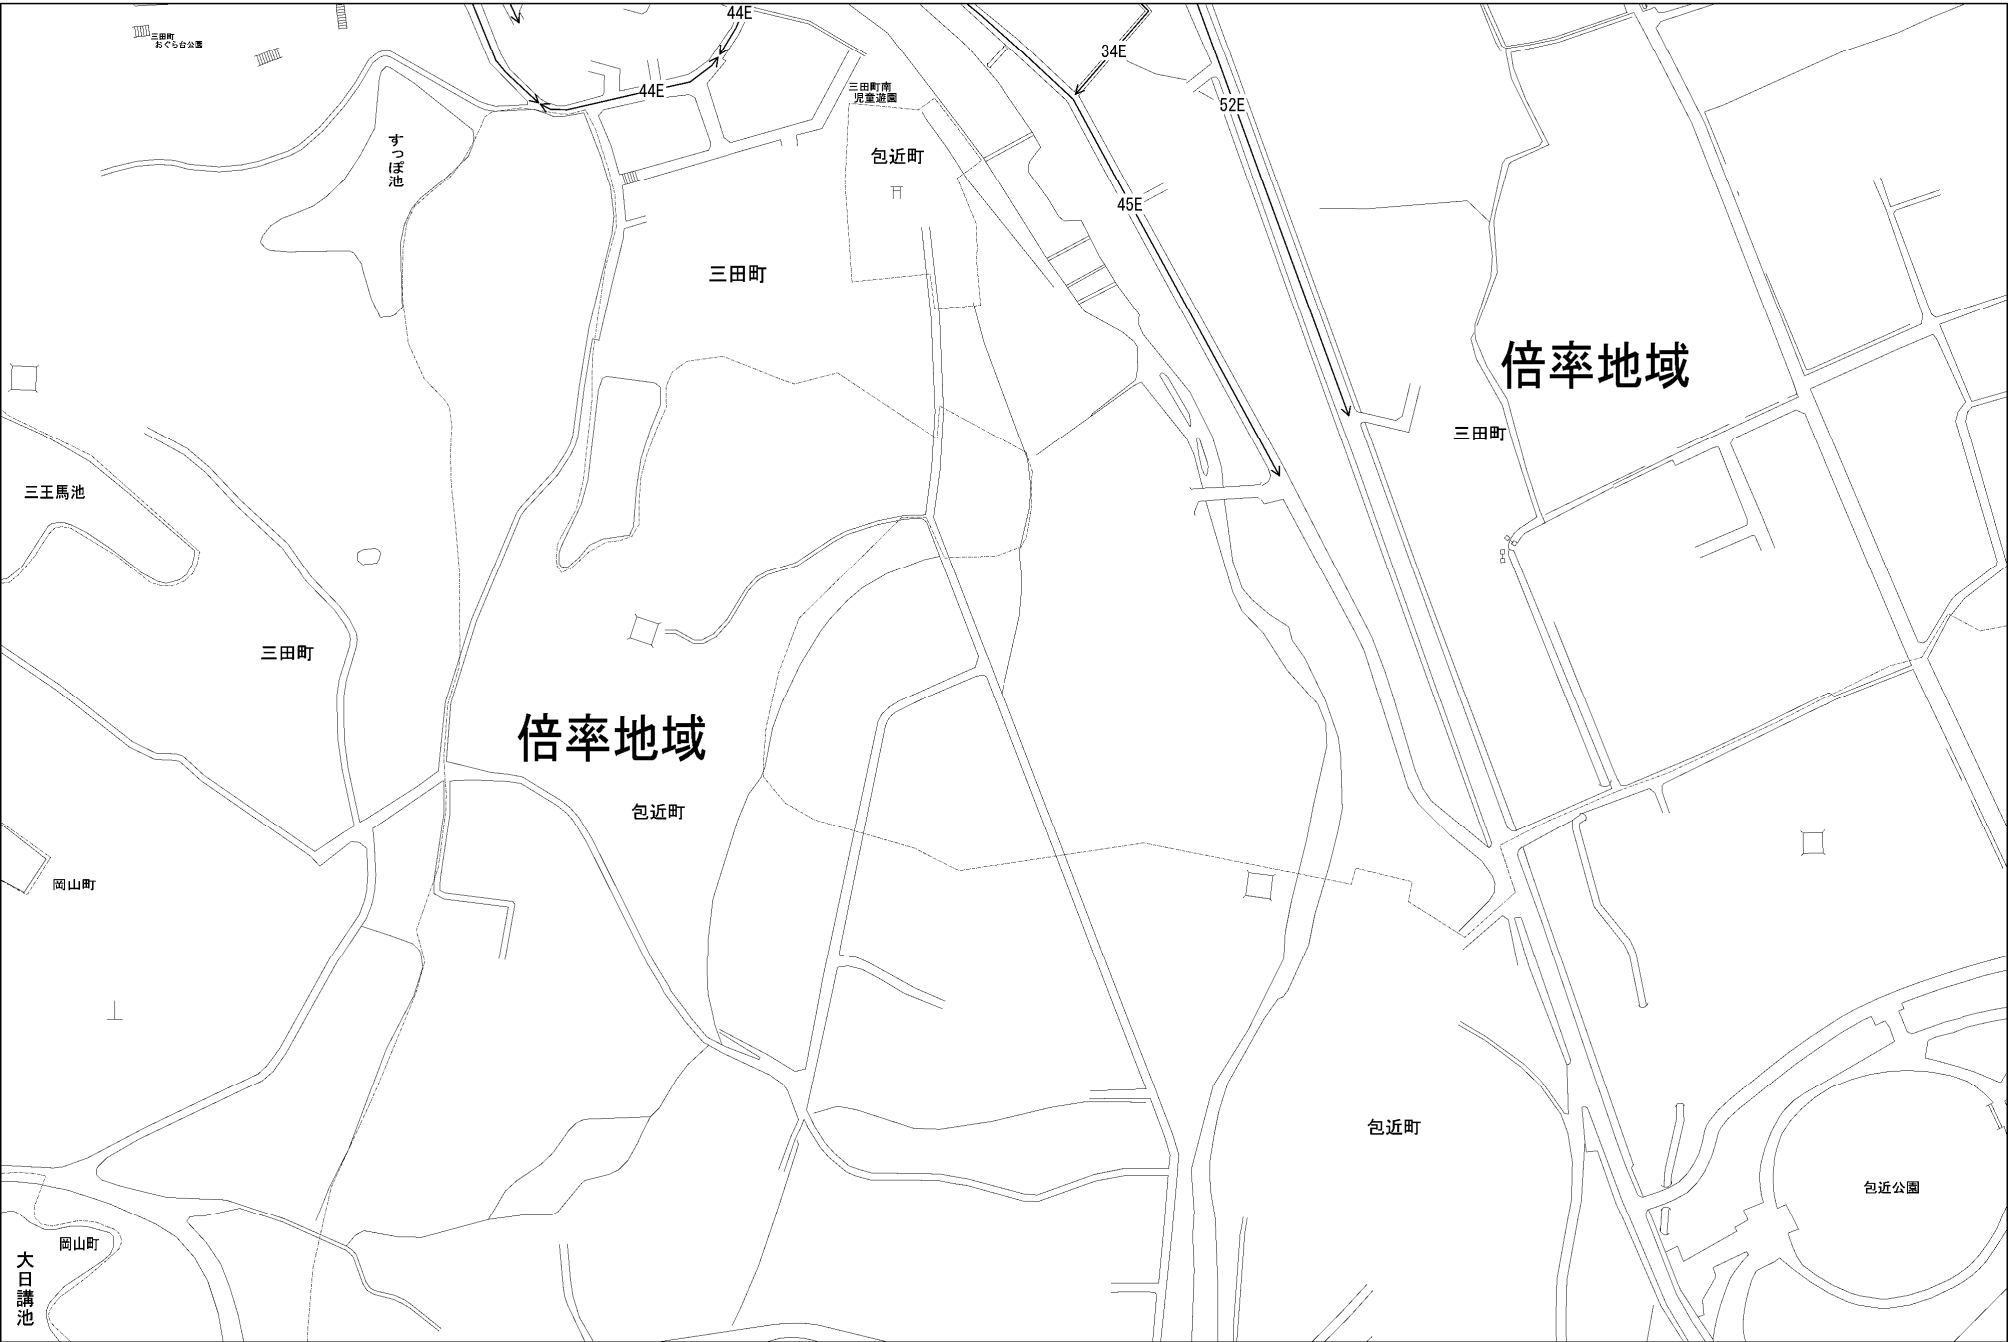 44E
三田町
おぐら台公園
34E
44E
三田町南
児童遊園
52E
すっぽ池
包近町
45E
三田町
倍率地域
三田町
三王馬池
三田町
倍率地域
包近町
岡山町
包近町
包近公園
岡山町
大日講池